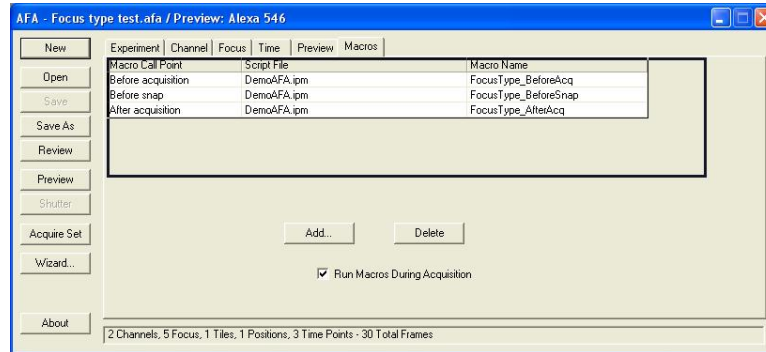 AFA - Focus type test.afa / Preview: Alexa 546
New
Open
Save
Save As
Review
Preview
Shutter
Acquire Set
Wizard...
About
Experiment Channel Focus Time Preview Macros
Macro Call Point Script File Macro Name
Before acquisition DemoAFA.ipm FocusType_BeforeAcq
Before snap DemoAFA.ipm FocusType_BeforeSnap
After acquisition DemoAFA.ipm FocusType_AfterAcq
Add... Delete
Run Macros During Acquisition
2 Channels, 5 Focus, 1 Tiles, 1 Positions, 3 Time Points - 30 Total Frames